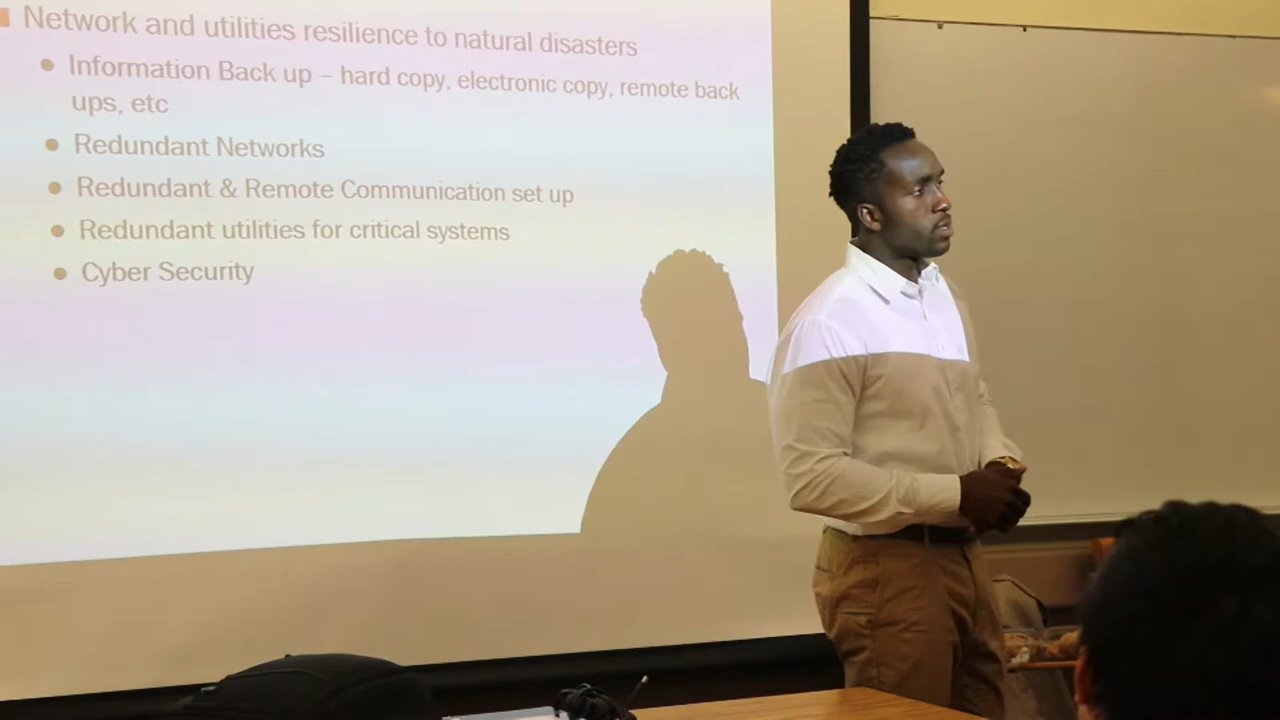 Network and utilities resilience to natural disasters
Information Back up – hard copy, electronic copy, remote back
ups, etc
Redundant Networks
Redundant & Remote Communication set up
Redundant utilities for critical systems
Cyber Security